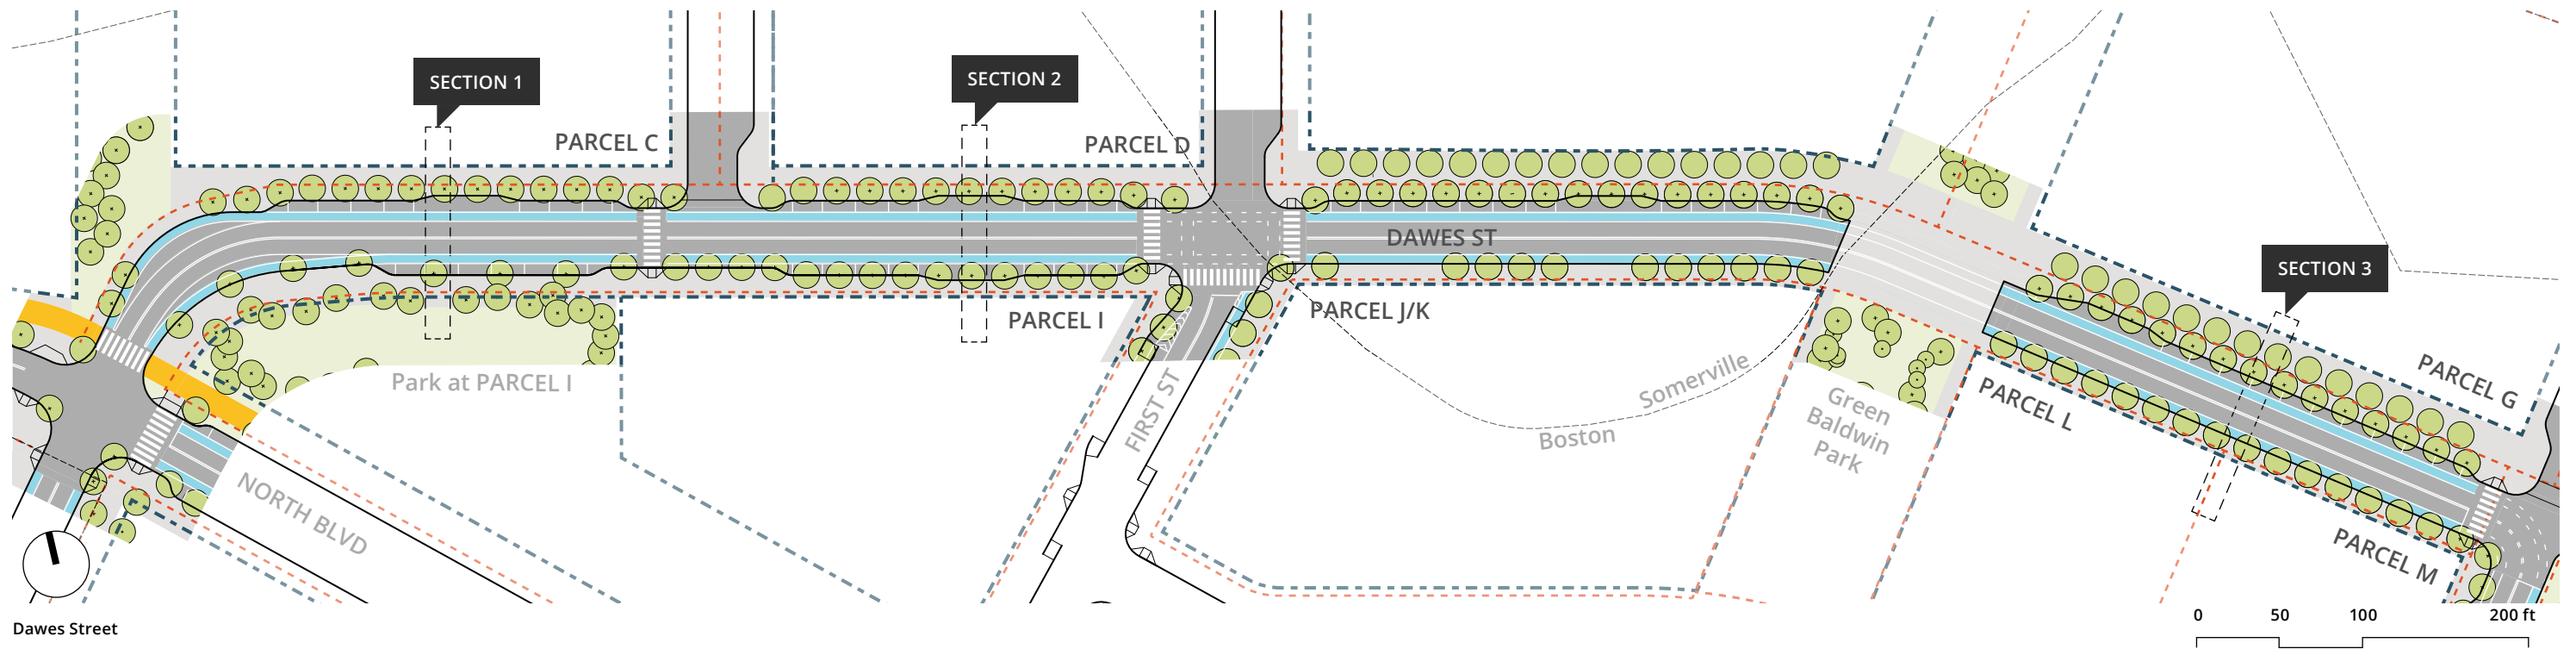 SECTION 1
SECTION 2
PARCEL C
PARCEL D
DAWES ST
SECTION 3
PARCEL I
PARCEL J/K
Park at PARCEL I
FIRST ST
Somerville
Boston
Green
Baldwin
Park
PARCEL L
PARCEL G
NORTH BLVD
PARCEL M
Dawes Street
0 50 100 200 ft